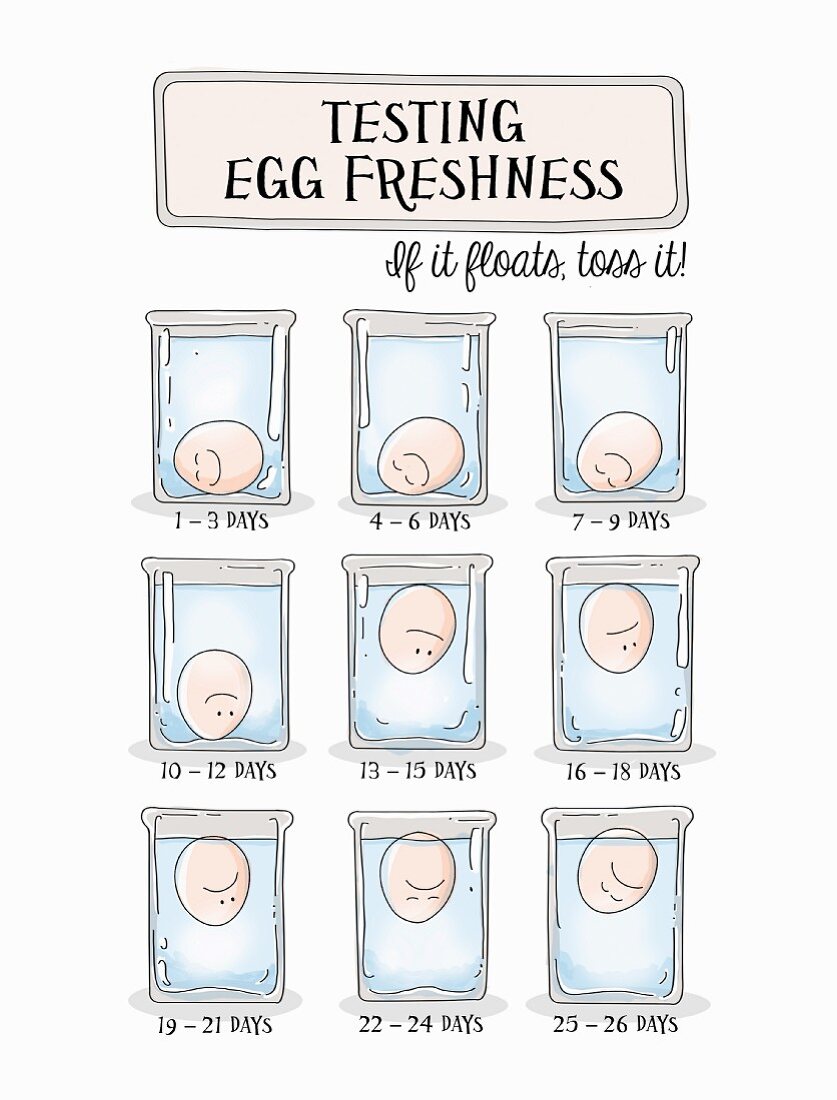 TESTING
EGG FRESHNESS
If it floats, toss it!
1 – 3 DAYS
4 – 6 DAYS
7 – 9 DAYS
10 – 12 DAYS
13 – 15 DAYS
16 – 18 DAYS
19 – 21 DAYS
22 – 24 DAYS
25 – 26 DAYS